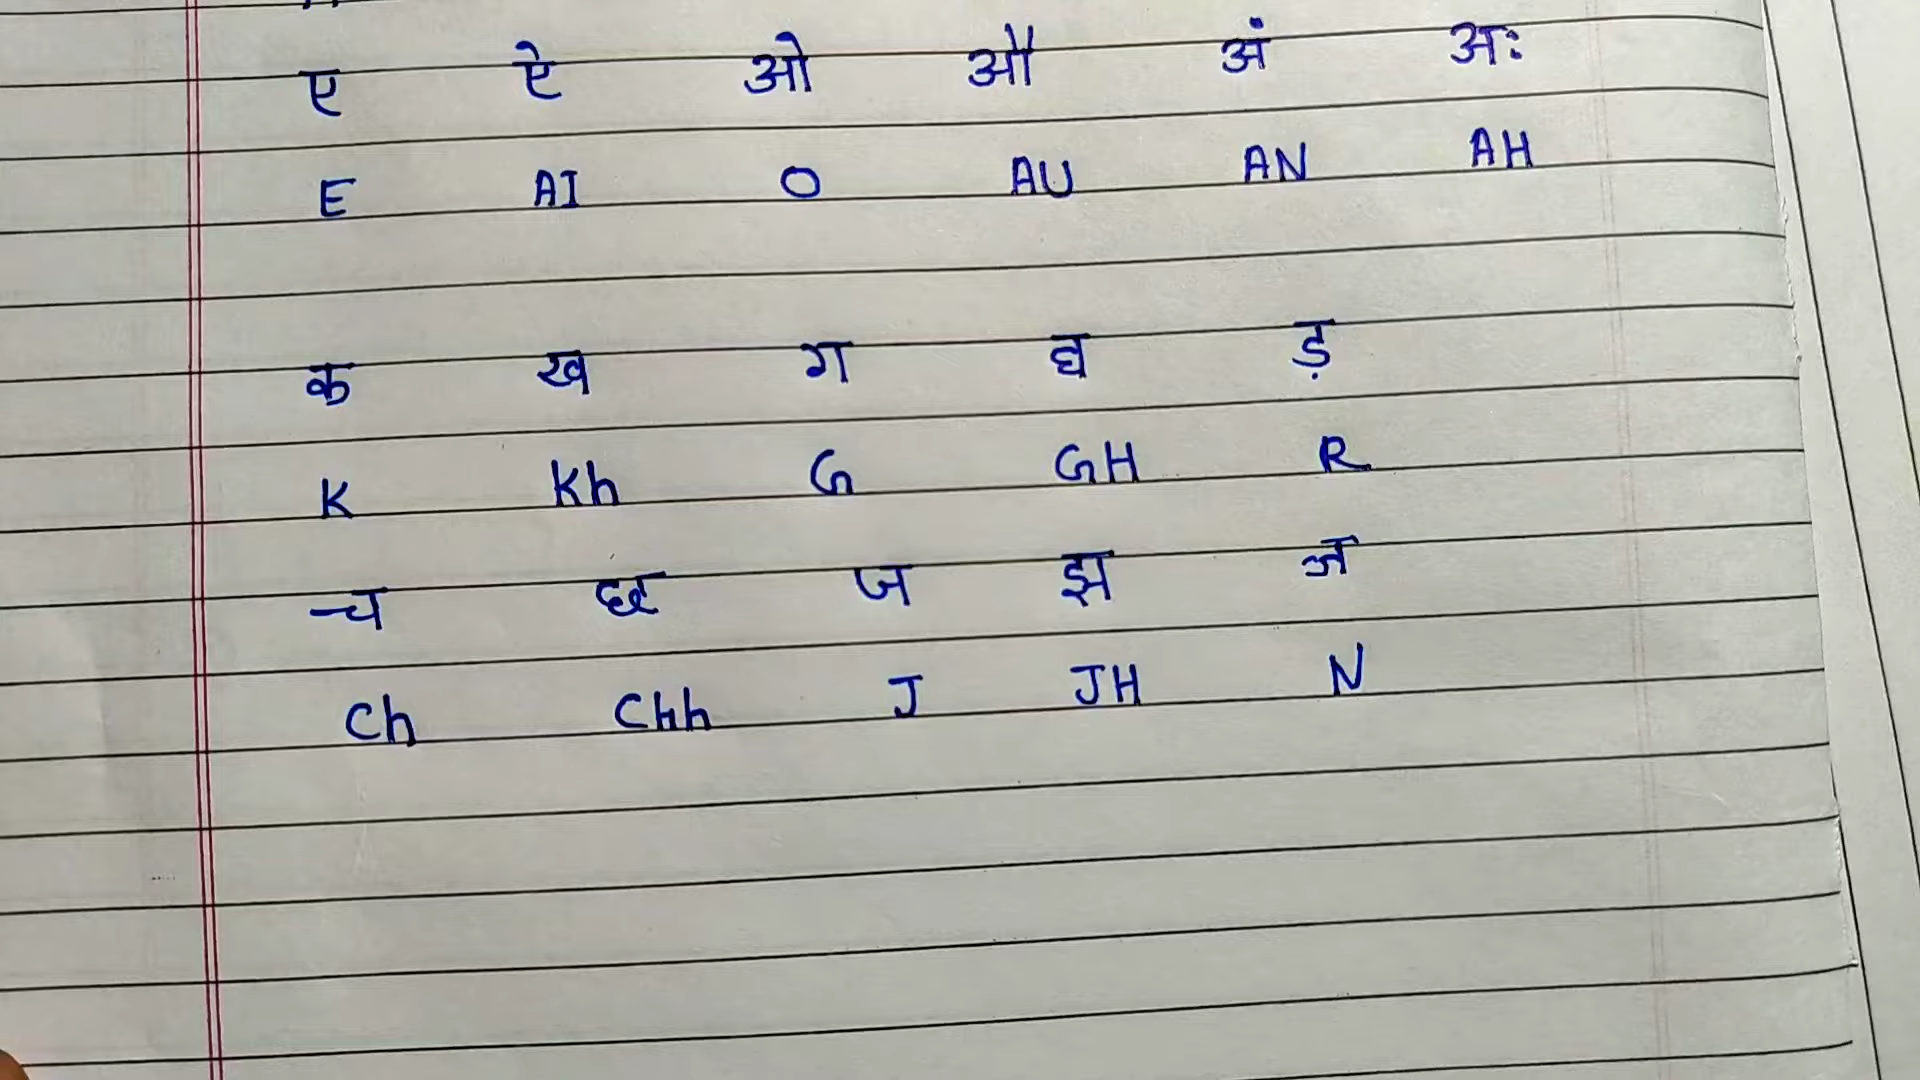 ए ऐ ओ औ अं अः
E AI O AU AN AH
क ख ग घ ड़
K Kh G GH R
च छ ज झ ञ
Ch Chh J JH N